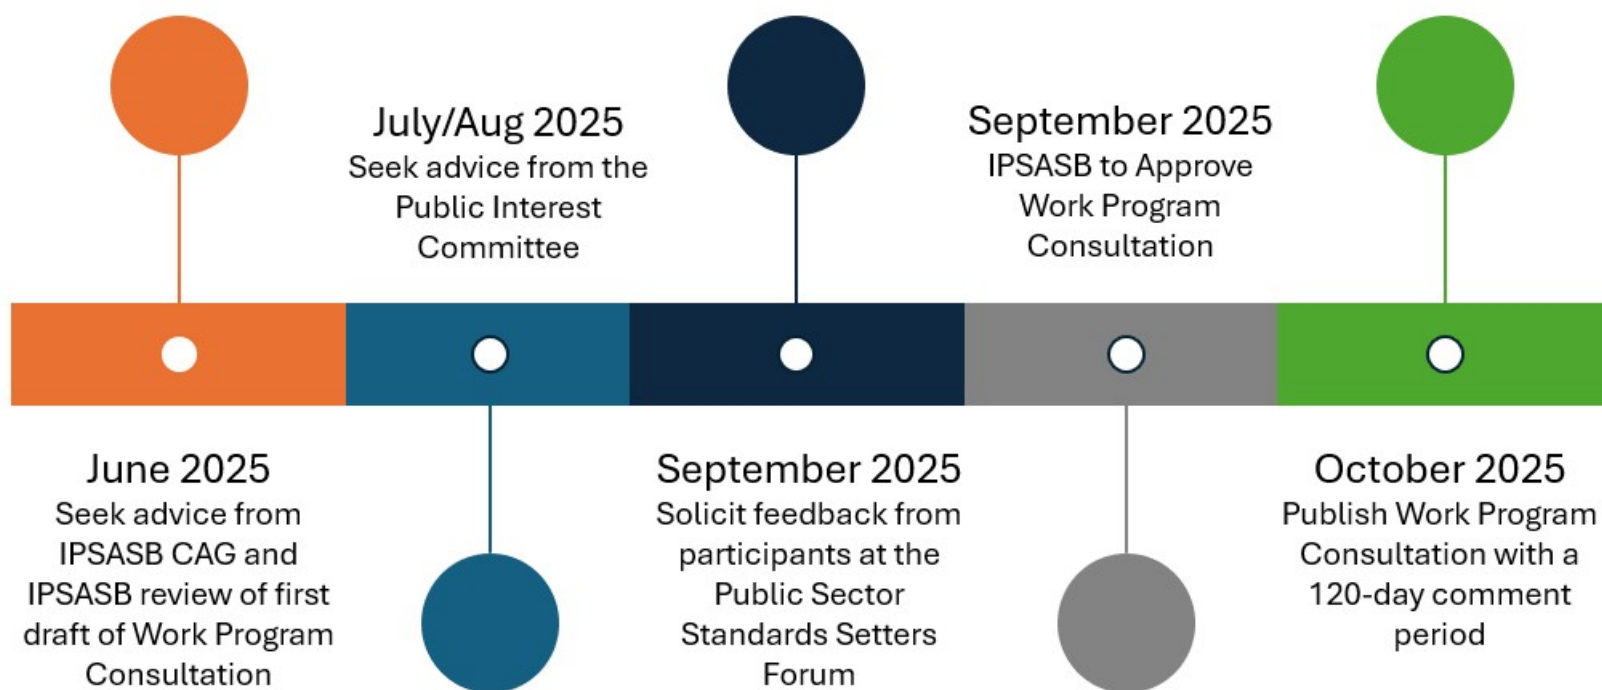 June 2025
Seek advice from
IPSASB CAG and
IPSASB review of first
draft of Work Program
Consultation
July/Aug 2025
Seek advice from the
Public Interest
Committee
September 2025
Solicit feedback from
participants at the
Public Sector
Standards Setters
Forum
September 2025
IPSASB to Approve
Work Program
Consultation
October 2025
Publish Work Program
Consultation with a
120-day comment
period